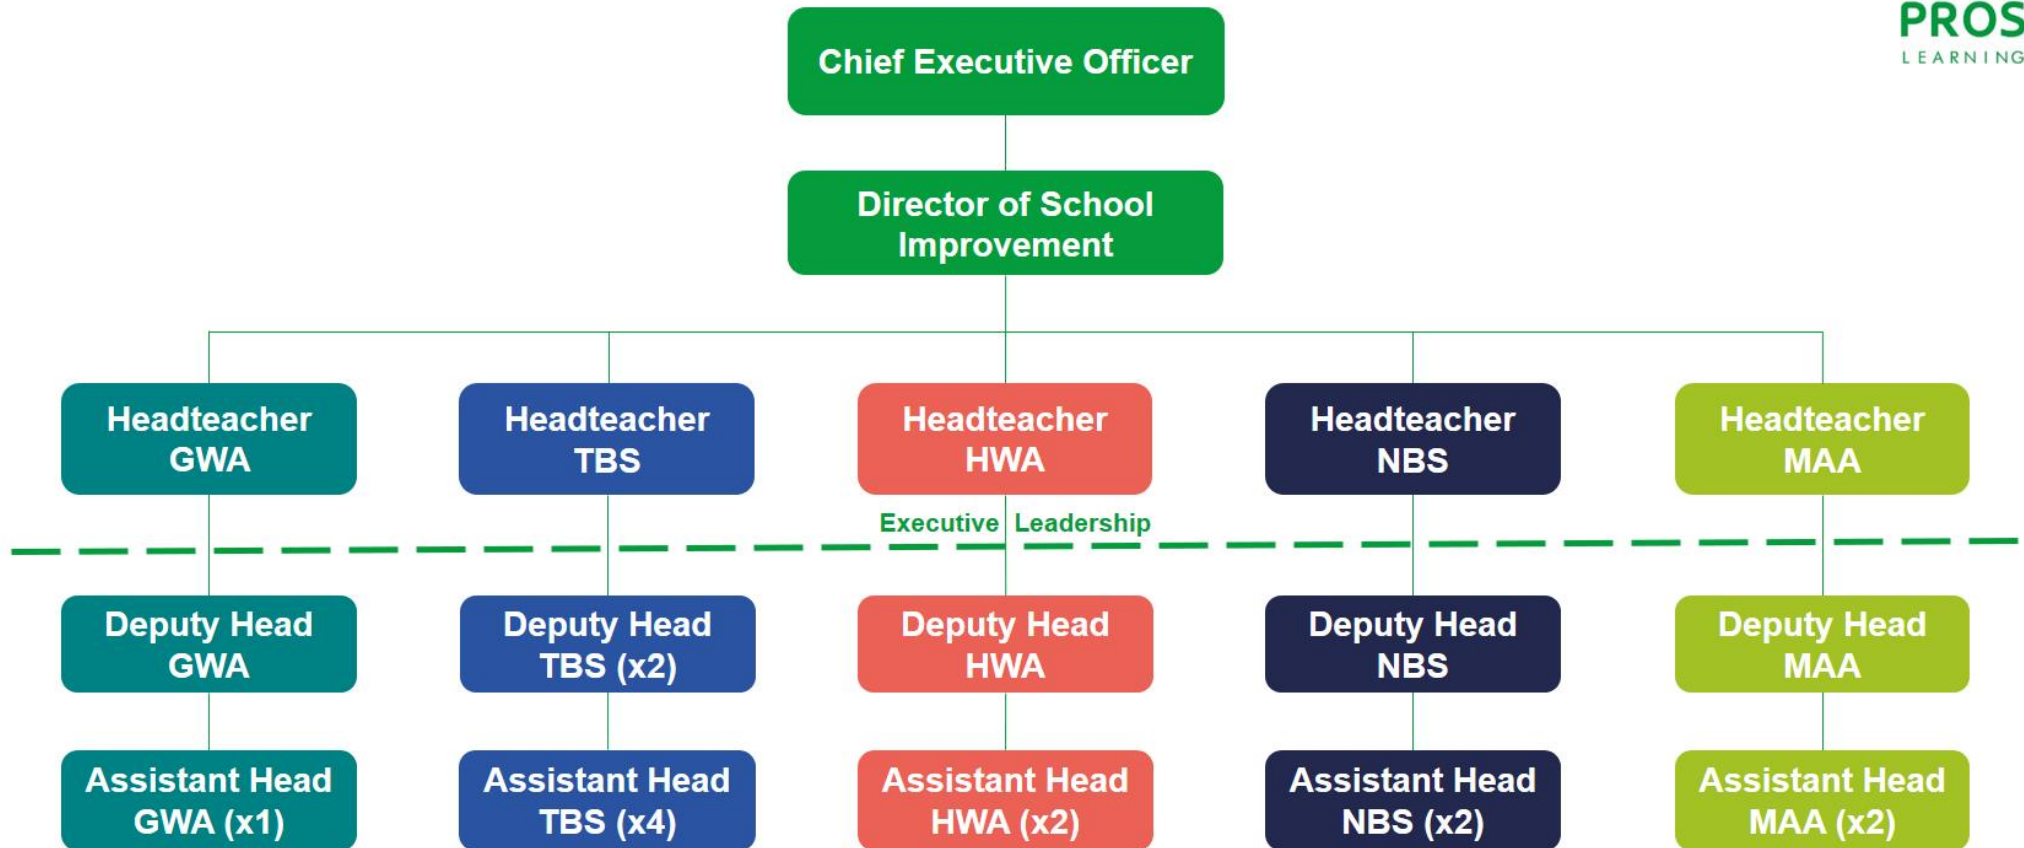 PROS
LEARNING
Chief Executive Officer
Director of School
Improvement
Headteacher
GWA
Headteacher
TBS
Headteacher
HWA
Headteacher
NBS
Headteacher
MAA
Executive Leadership
Deputy Head
GWA
Deputy Head
TBS (x2)
Deputy Head
HWA
Deputy Head
NBS
Deputy Head
MAA
Assistant Head
GWA (x1)
Assistant Head
TBS (x4)
Assistant Head
HWA (x2)
Assistant Head
NBS (x2)
Assistant Head
MAA (x2)